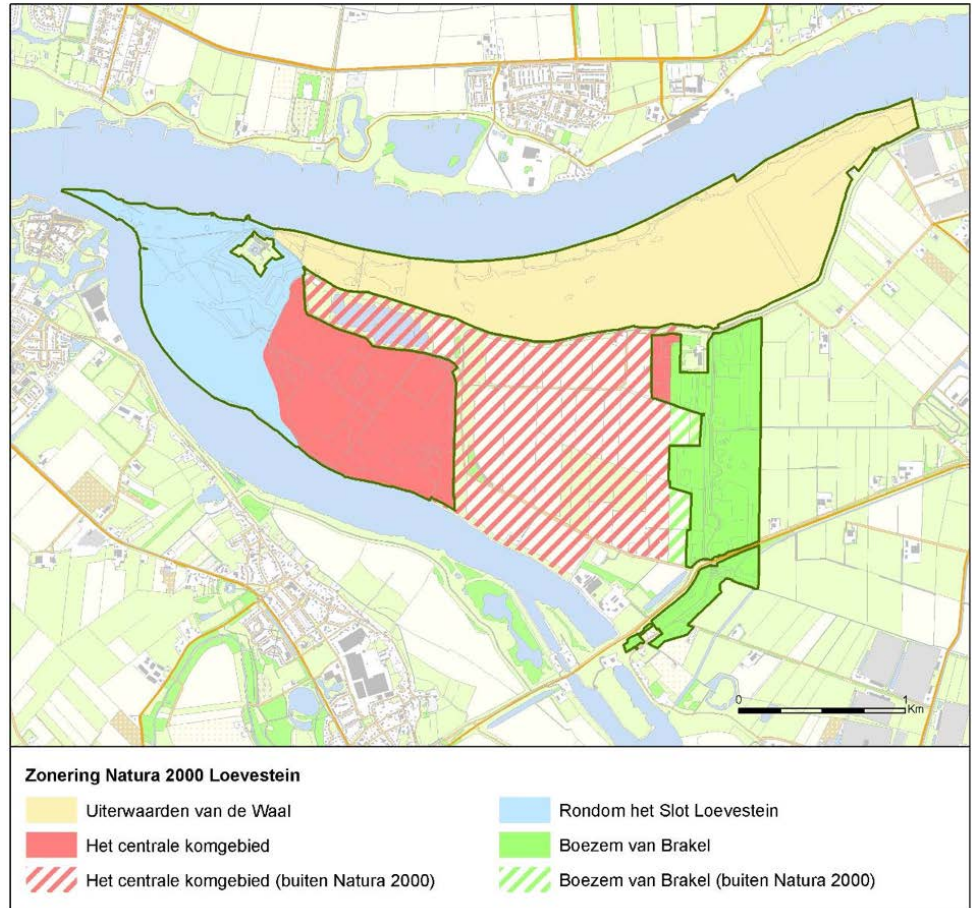 0 1
Km
Zonering Natura 2000 Loevestein
Uiterwaarden van de Waal
Het centrale komgebied
Het centrale komgebied (buiten Natura 2000)
Rondom het Slot Loevestein
Boezem van Brakel
Boezem van Brakel (buiten Natura 2000)